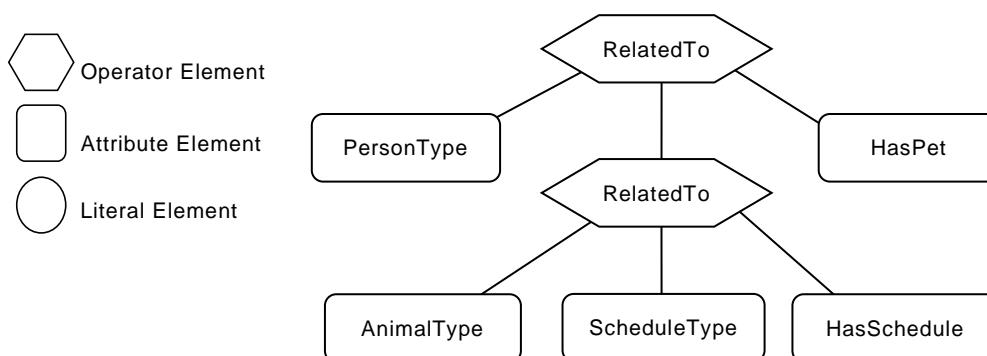 RelatedTo
Operator Element
PersonType
HasPet
Attribute Element
RelatedTo
Literal Element
AnimalType
ScheduleType
HasSchedule